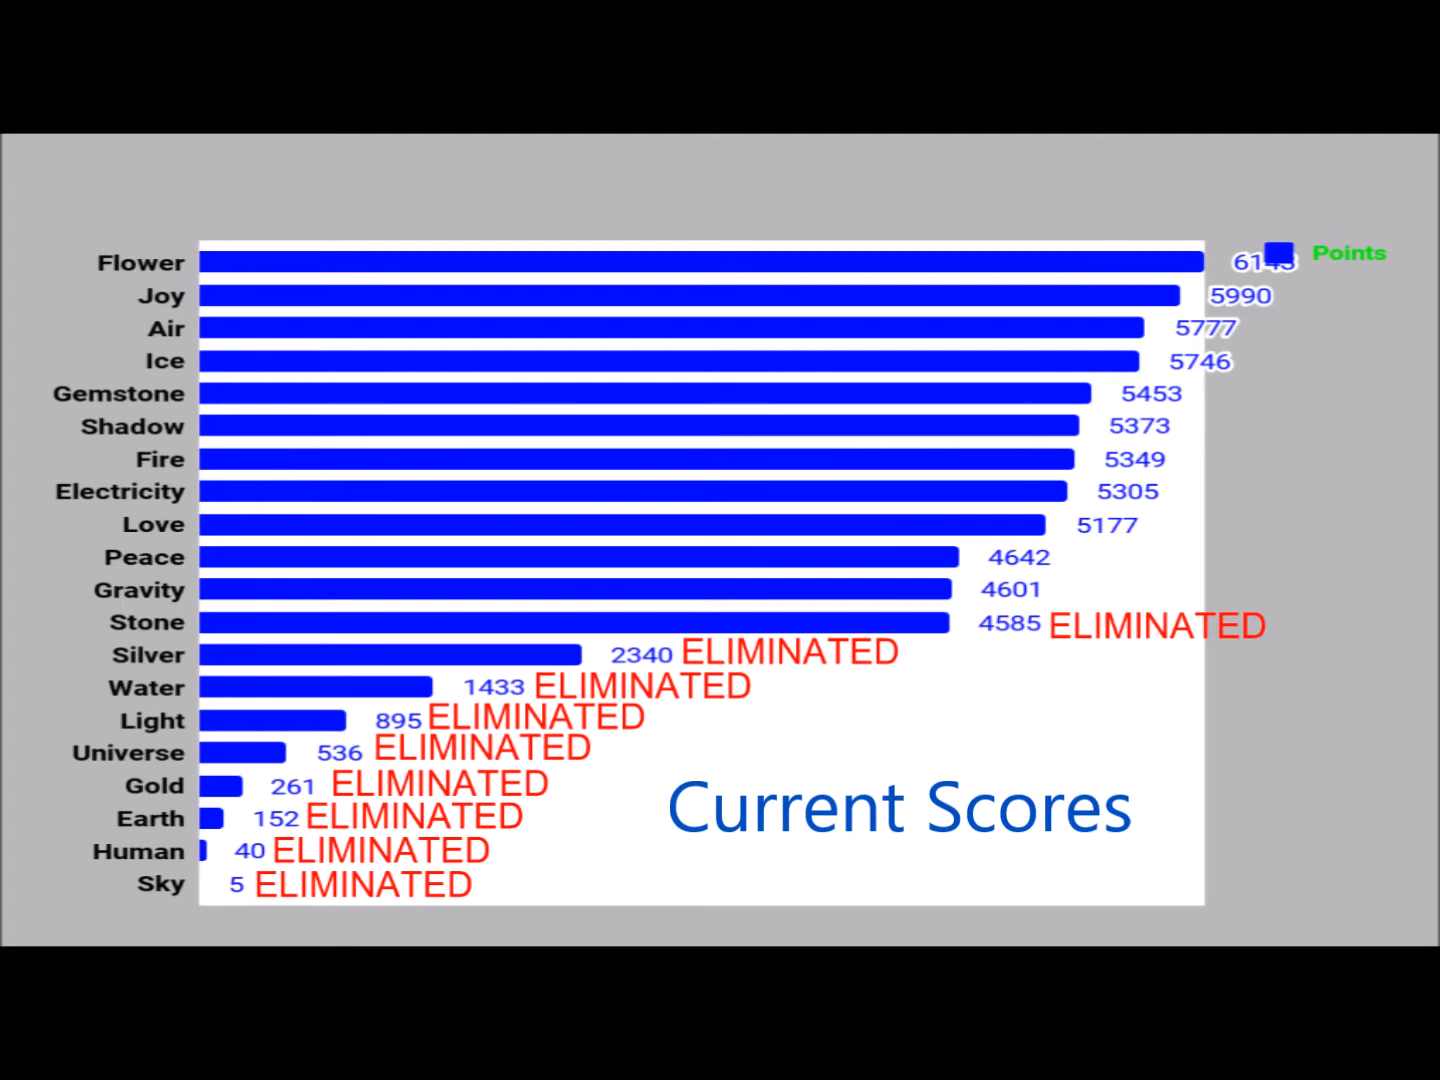 Points
Flower
Joy 5990
Air 5777
Ice 5746
Gemstone 5453
Shadow 5373
Fire 5349
Electricity 5305
Love 5177
Peace 4642
Gravity 4601
Stone 4585 ELIMINATED
Silver 2340 ELIMINATED
Water 1433 ELIMINATED
Light 895 ELIMINATED
Universe 536 ELIMINATED
Gold 261 ELIMINATED
Earth 152 ELIMINATED
Human 40 ELIMINATED
Sky 5 ELIMINATED
Current Scores